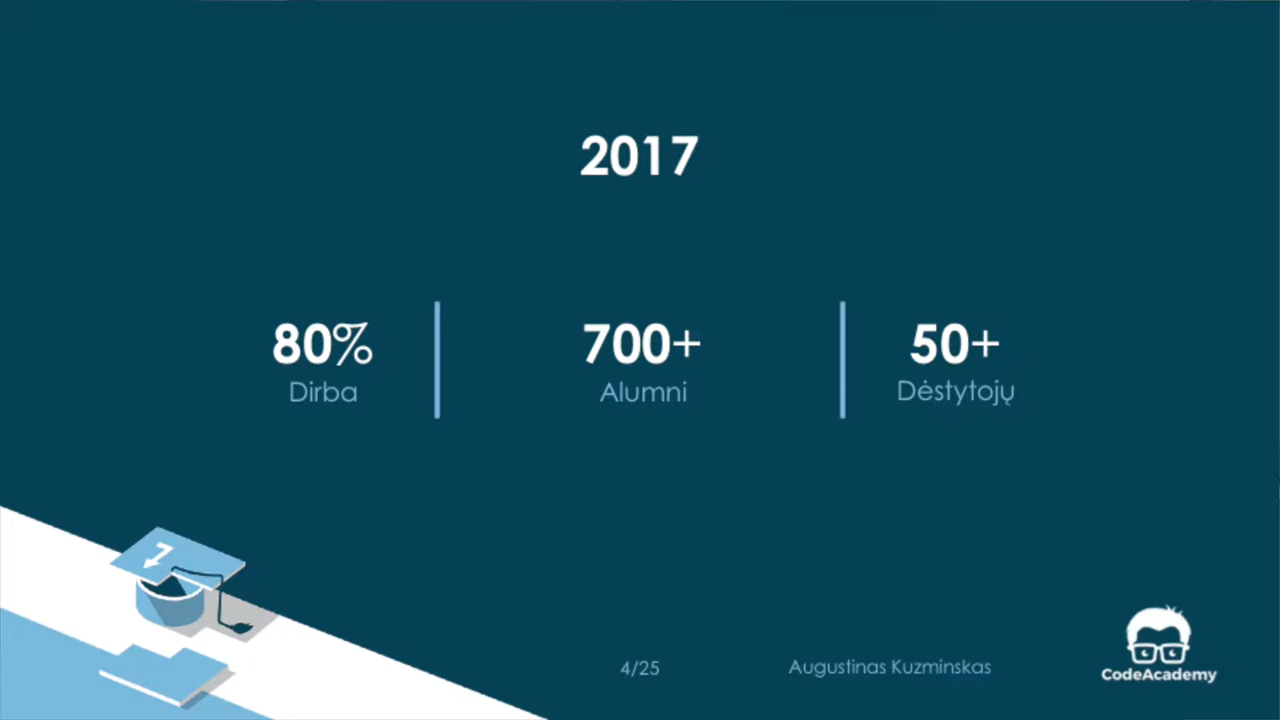 2017
80%
Dirba
700+
Alumni
50+
Dėstytojų
4/25
Augustinas Kuzminskas
CodeAcademy